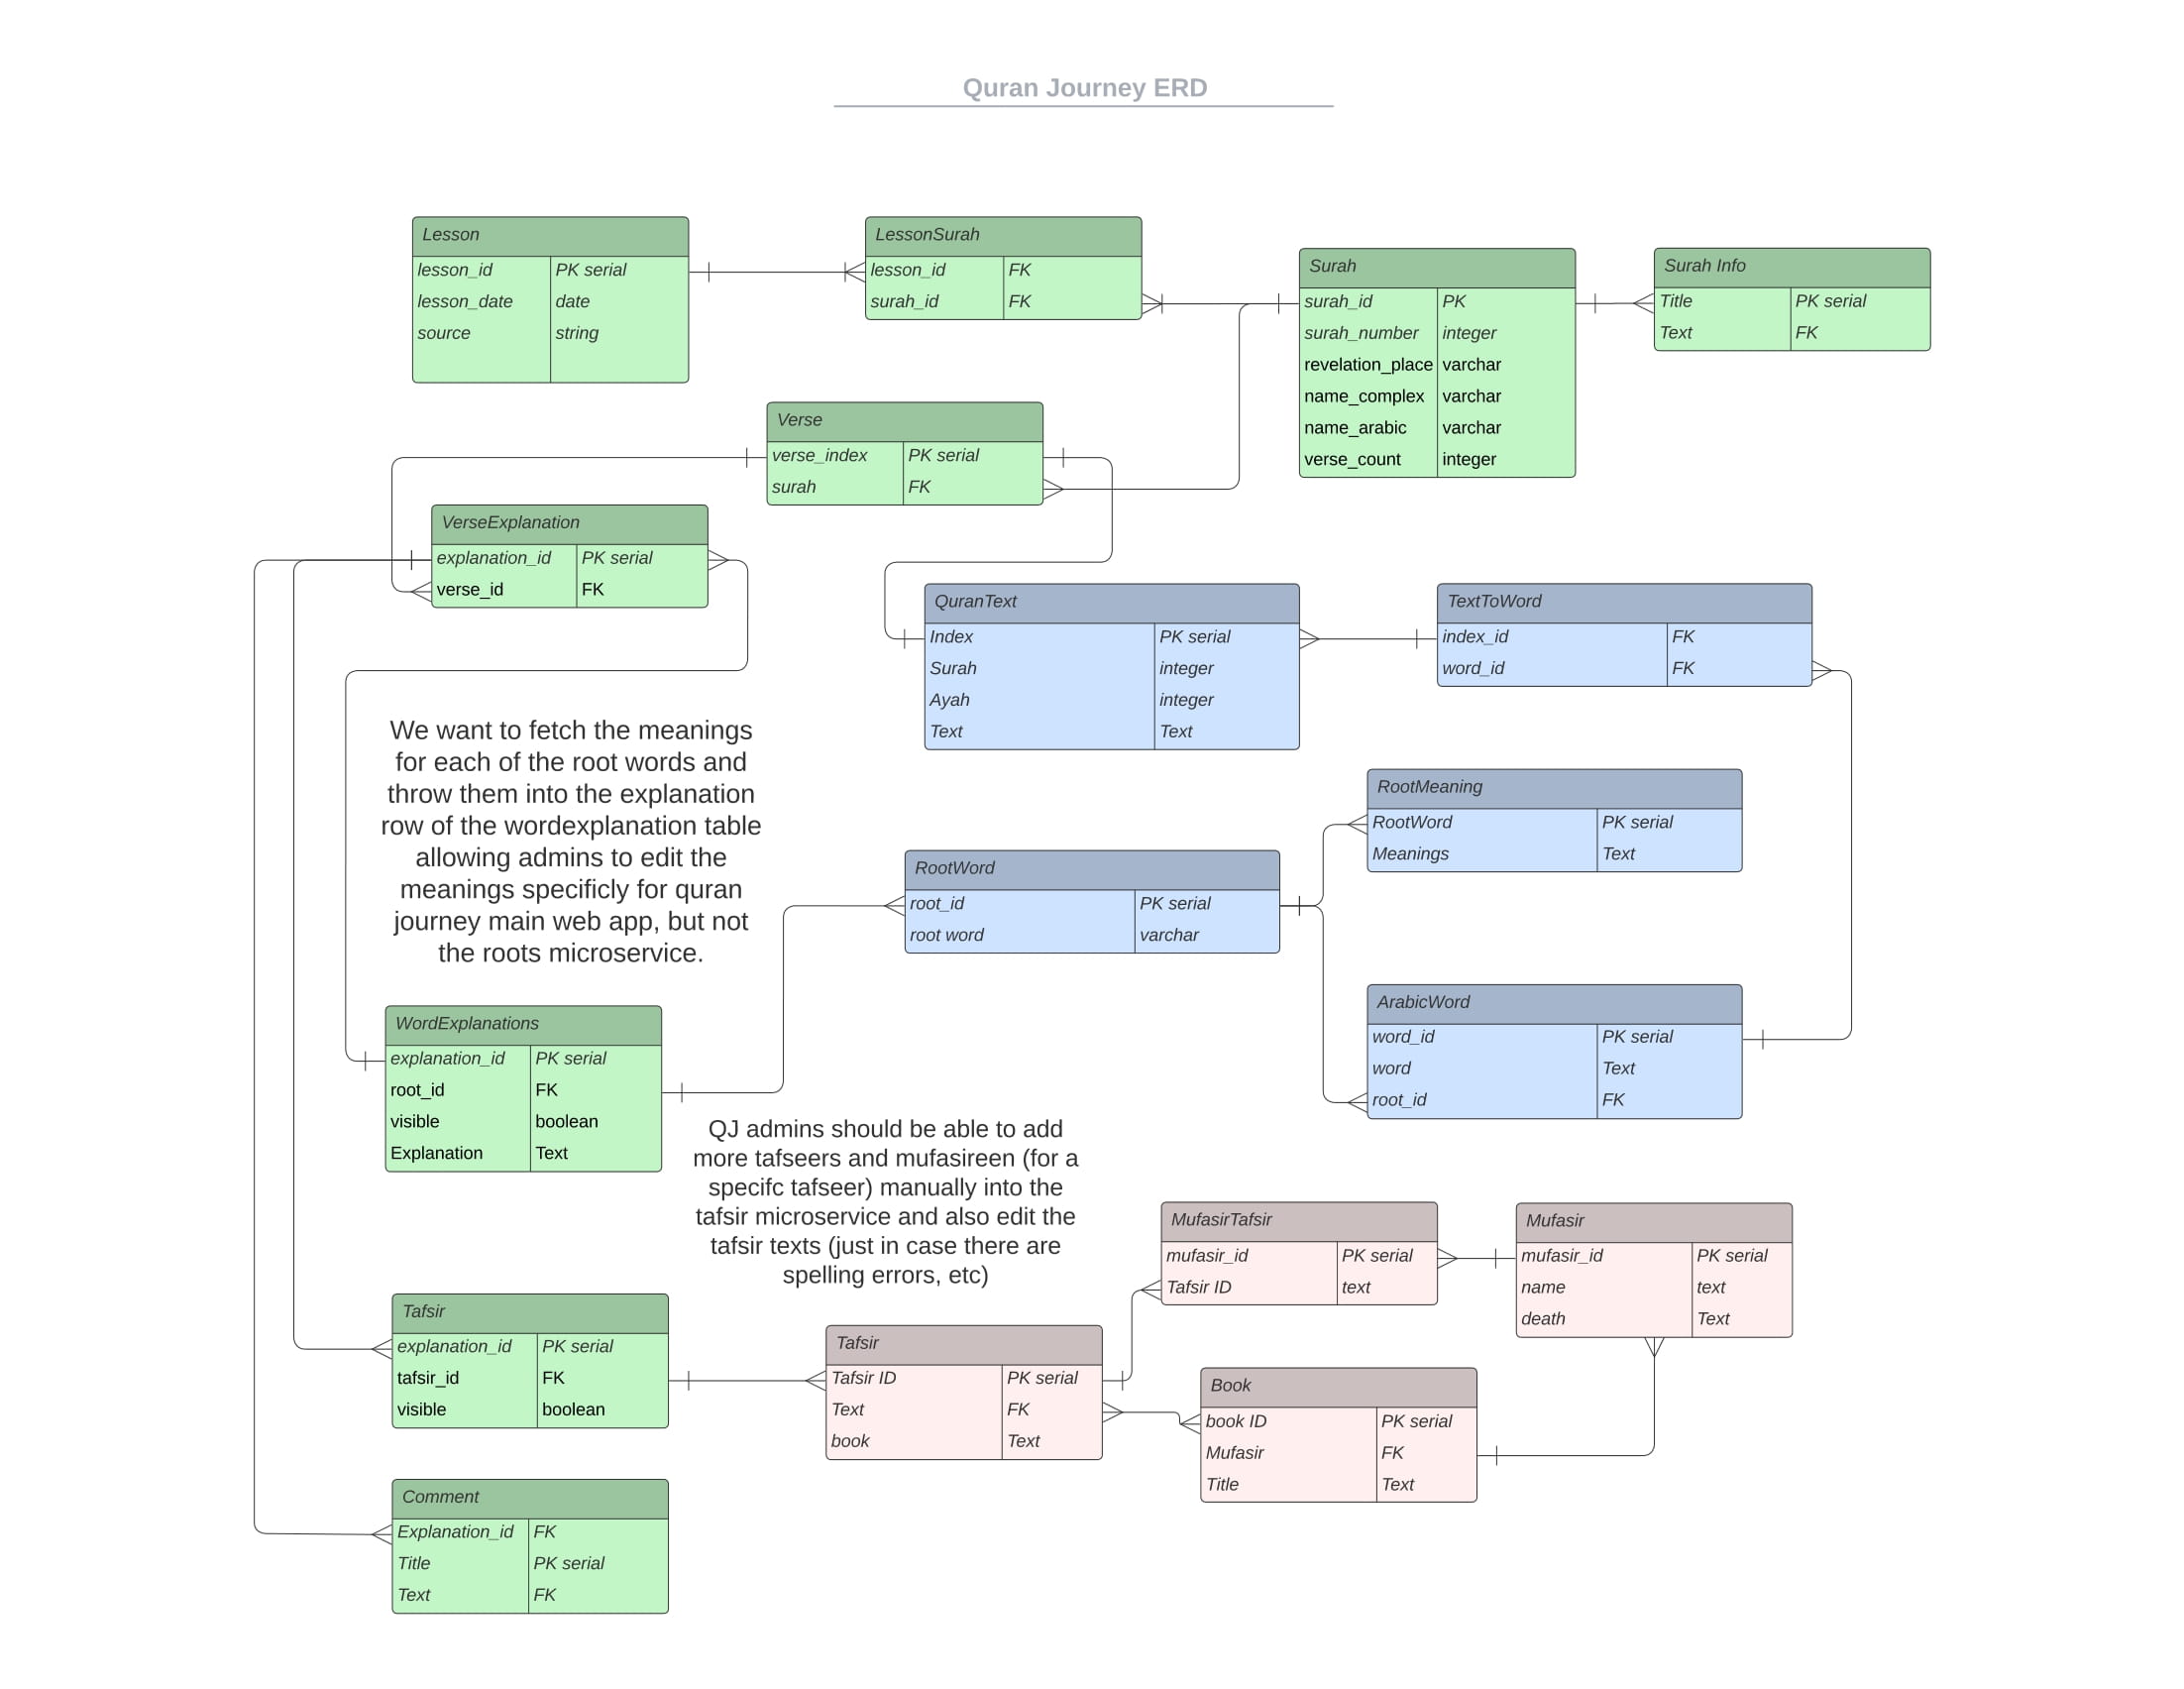 Quran Journey ERD
Lesson
lesson_id PK serial
lesson_date date
source string
LessonSurah
lesson_id FK
surah_id FK
Surah
surah_id PK
surah_number integer
revelation_place varchar
name_complex varchar
name_arabic varchar
verse_count integer
Surah Info
Title PK serial
Text FK
Verse
verse_index PK serial
surah FK
VerseExplanation
explanation_id PK serial
verse_id FK
QuranText
Index PK serial
Surah integer
Ayah integer
Text Text
TextToWord
index_id FK
word_id FK
We want to fetch the meanings
for each of the root words and
throw them into the explanation
row of the wordexplanation table
allowing admins to edit the
meanings specificly for quran
journey main web app, but not
the roots microservice.
RootMeaning
RootWord PK serial
Meanings Text
RootWord
root_id PK serial
root word varchar
ArabicWord
word_id PK serial
word Text
root_id FK
WordExplanations
explanation_id PK serial
root_id FK
visible boolean
Explanation Text
QJ admins should be able to add
more tafseers and mufasireen (for a
specifc tafseer) manually into the
tafsir microservice and also edit the
tafsir texts (just in case there are
spelling errors, etc)
MufasirTafsir
mufasir_id PK serial
Tafsir ID text
Mufasir
mufasir_id PK serial
name text
death Text
Tafsir
explanation_id PK serial
tafsir_id FK
visible boolean
Tafsir
Tafsir ID PK serial
Text FK
book Text
Book
book ID PK serial
Mufasir FK
Title Text
Comment
Explanation_id FK
Title PK serial
Text FK